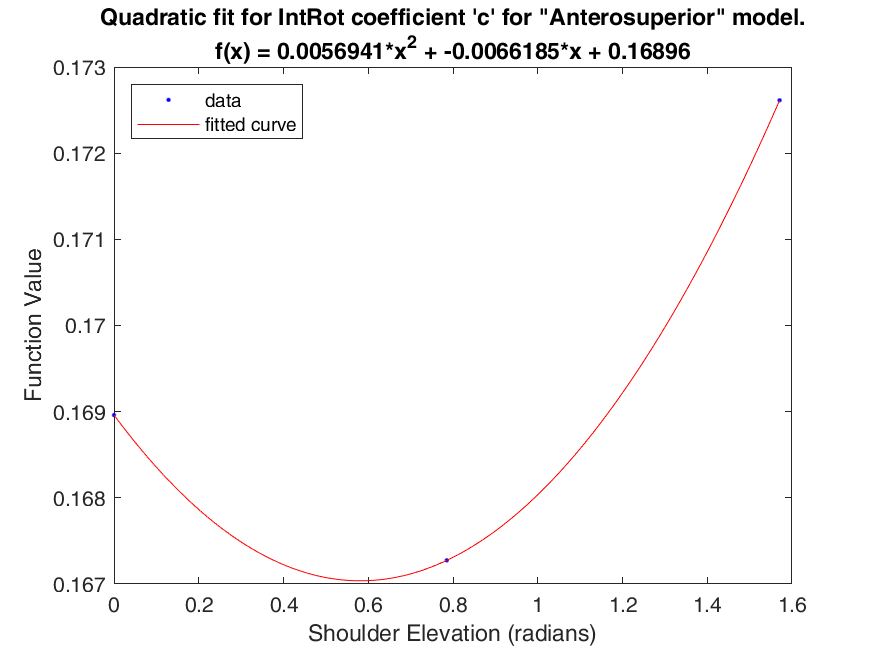 Quadratic fit for IntRot coefficient 'c' for "Anterosuperior" model.
f(x) = 0.0056941*x² + -0.0066185*x + 0.16896
0.173
data
fitted curve
0.172
0.171
0.17
0.169
0.168
0.167
Function Value
0 0.2 0.4 0.6 0.8 1 1.2 1.4 1.6
Shoulder Elevation (radians)